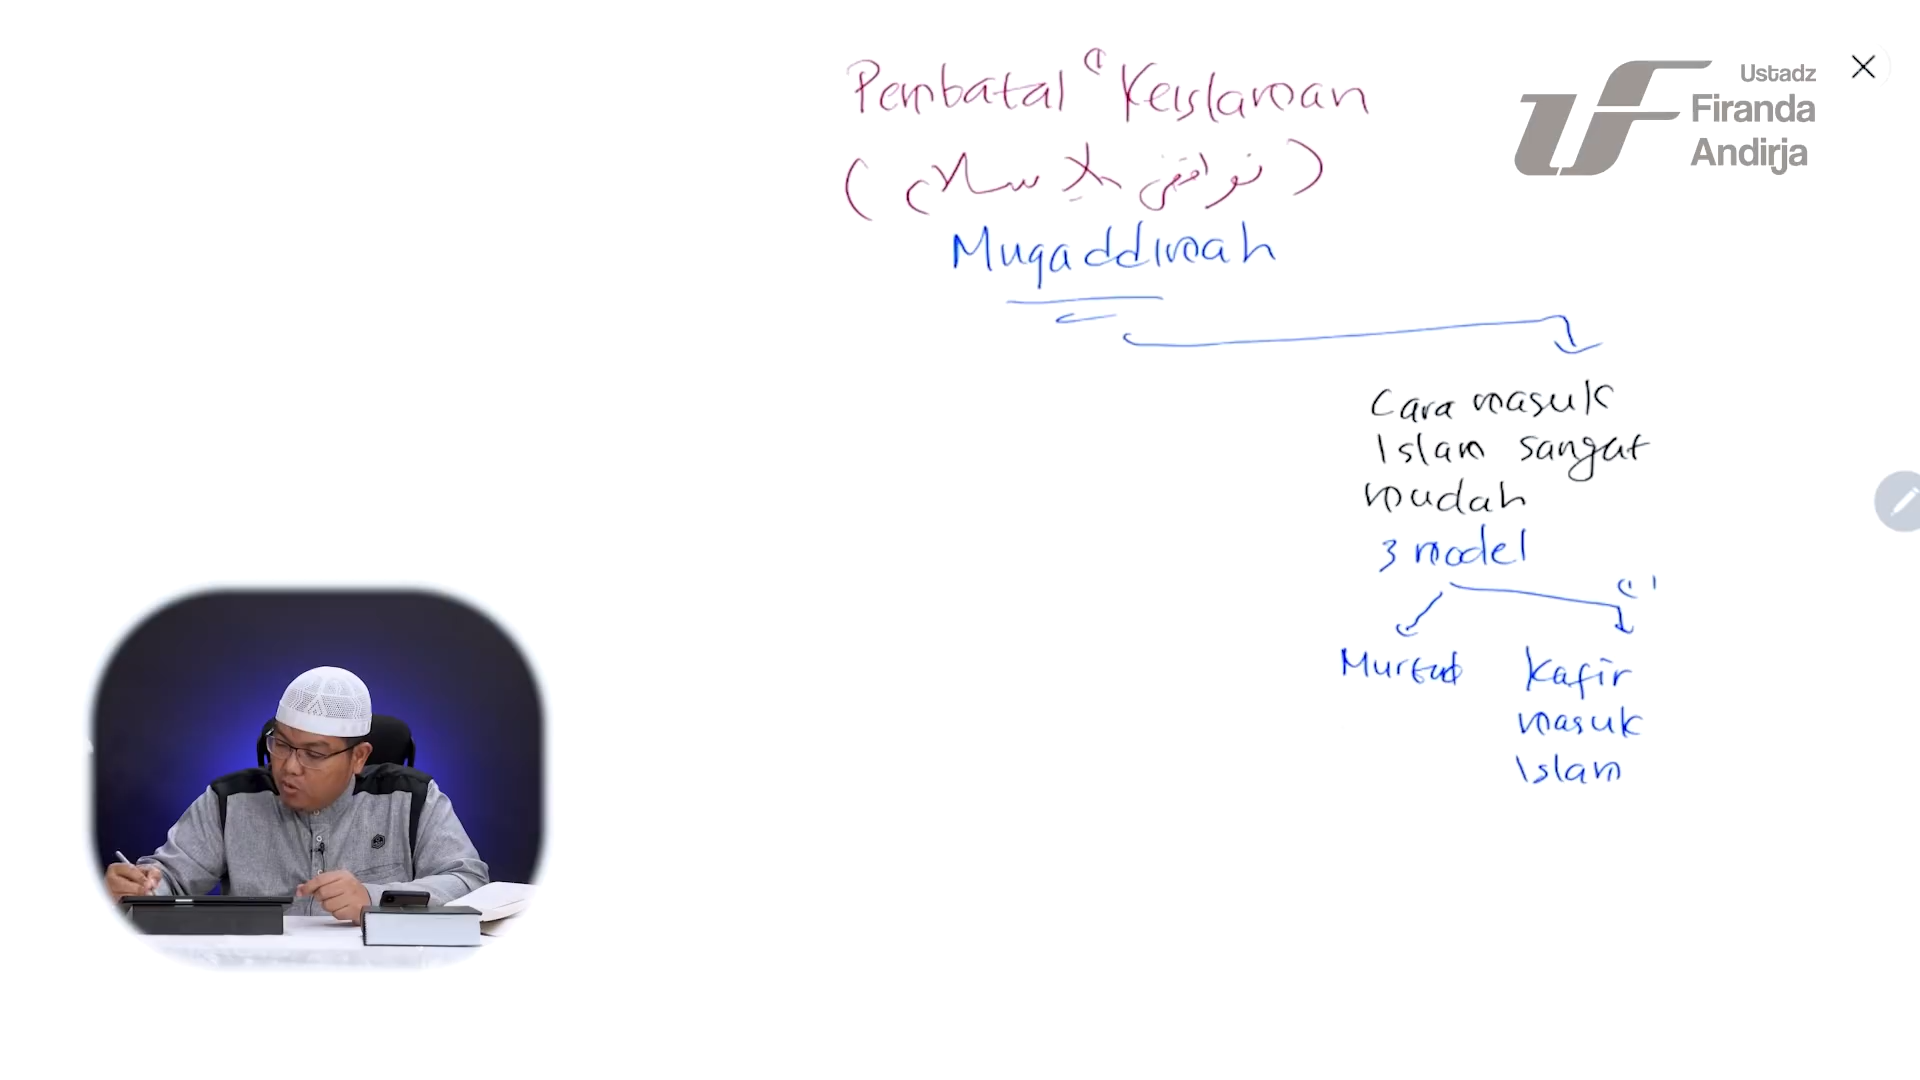 Pembatal² Keislaman
(نواقض الإسلام)
Ustadz
Firanda
Andirja
Muqaddimah
Cara masuk
Islam sangat
mudah
3 model
Murtad
Kafir
masuk
Islam